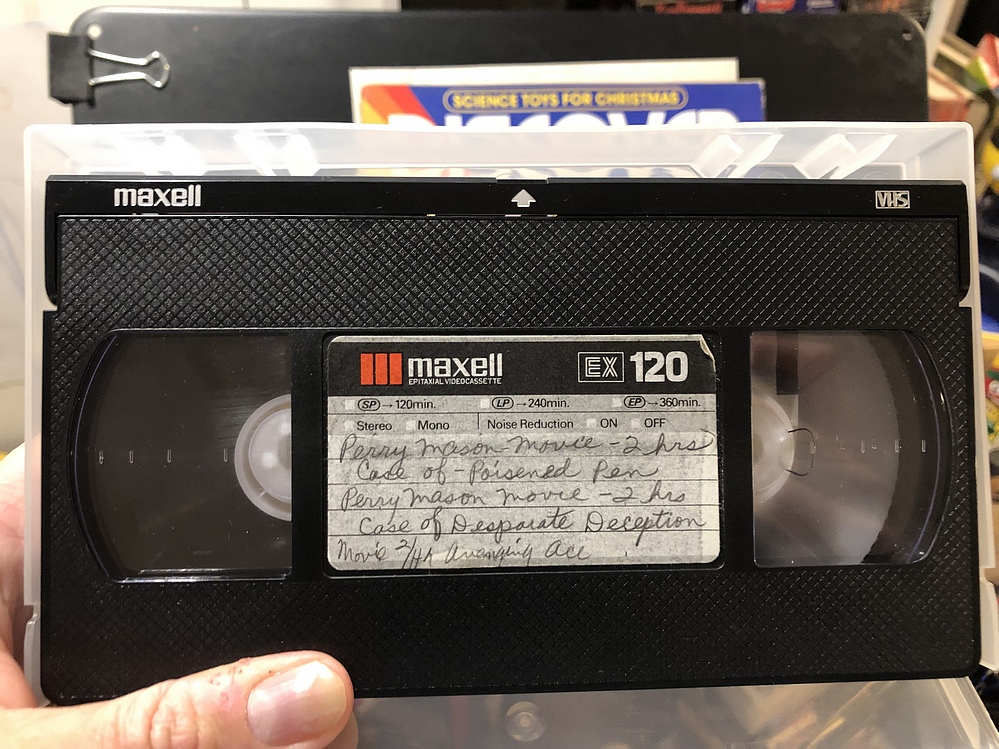 SCIENCE TOYS FOR CHRISTMAS
DISCOVER
maxell
VHS
maxell EX 120
EPITAXIAL VIDEOCASSETTE
SP → 120min. LP → 240min. EP → 360min.
Stereo Mono Noise Reduction ON OFF
Perry Mason Movie - 2 hrs
Case of - Poisened Pen
Perry Mason Movie - 2 hrs
Case of Desparate Deception
Movie 2/Hr Avenging Ace